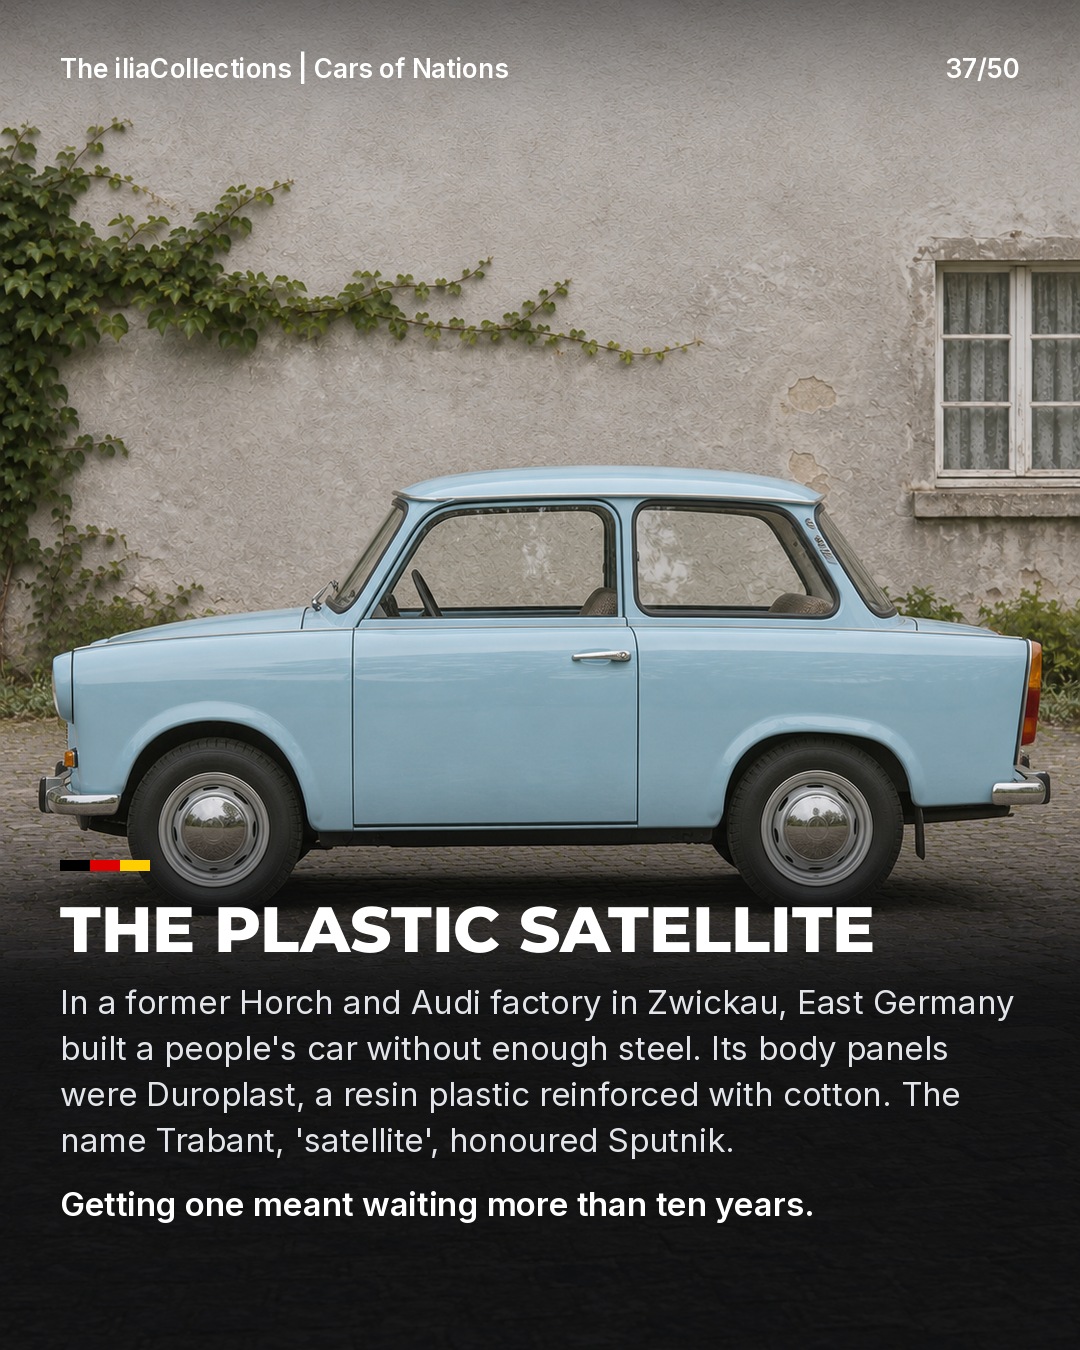 The iliaCollections | Cars of Nations
37/50
THE PLASTIC SATELLITE
In a former Horch and Audi factory in Zwickau, East Germany
built a people's car without enough steel. Its body panels
were Duroplast, a resin plastic reinforced with cotton. The
name Trabant, 'satellite', honoured Sputnik.
Getting one meant waiting more than ten years.